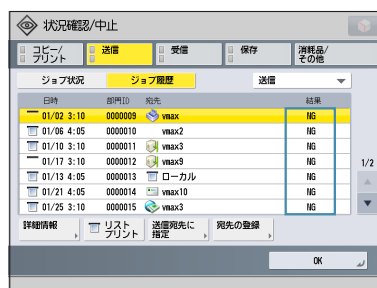 状況確認/中止
コピー/プリント 送信 受信 保存 消耗品/その他
ジョブ状況 ジョブ履歴 送信
日時 部門ID 宛先 結果
01/02 3:10 0000009 vmax NG
01/06 4:05 0000010 vmax2 NG
01/10 3:10 0000011 vmax3 NG
01/17 3:10 0000012 vmax9 NG
01/13 4:05 0000013 ローカル NG
01/21 4:05 0000014 vmax10 NG
01/25 3:10 0000015 vmax3 NG
1/2
詳細情報 リストプリント 送信宛先に指定 宛先の登録
OK